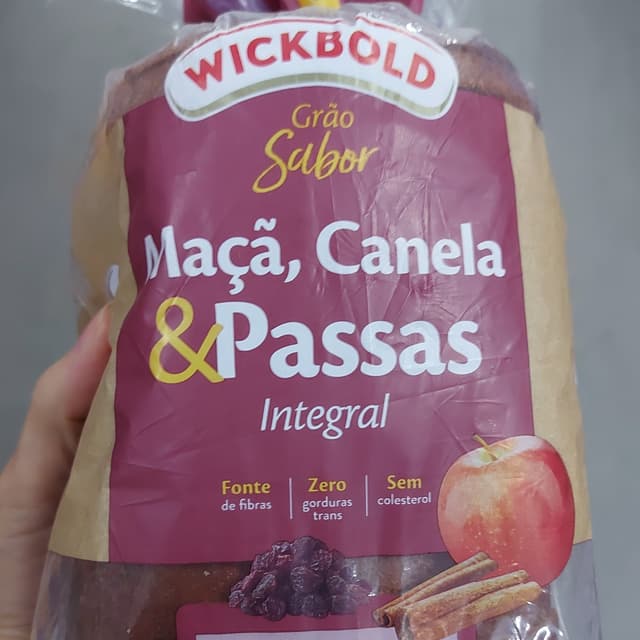 WICKBOLD
Grão
Sabor
Maçã, Canela
&Passas
Integral
Fonte
de fibras
Zero
gorduras
trans
Sem
colesterol